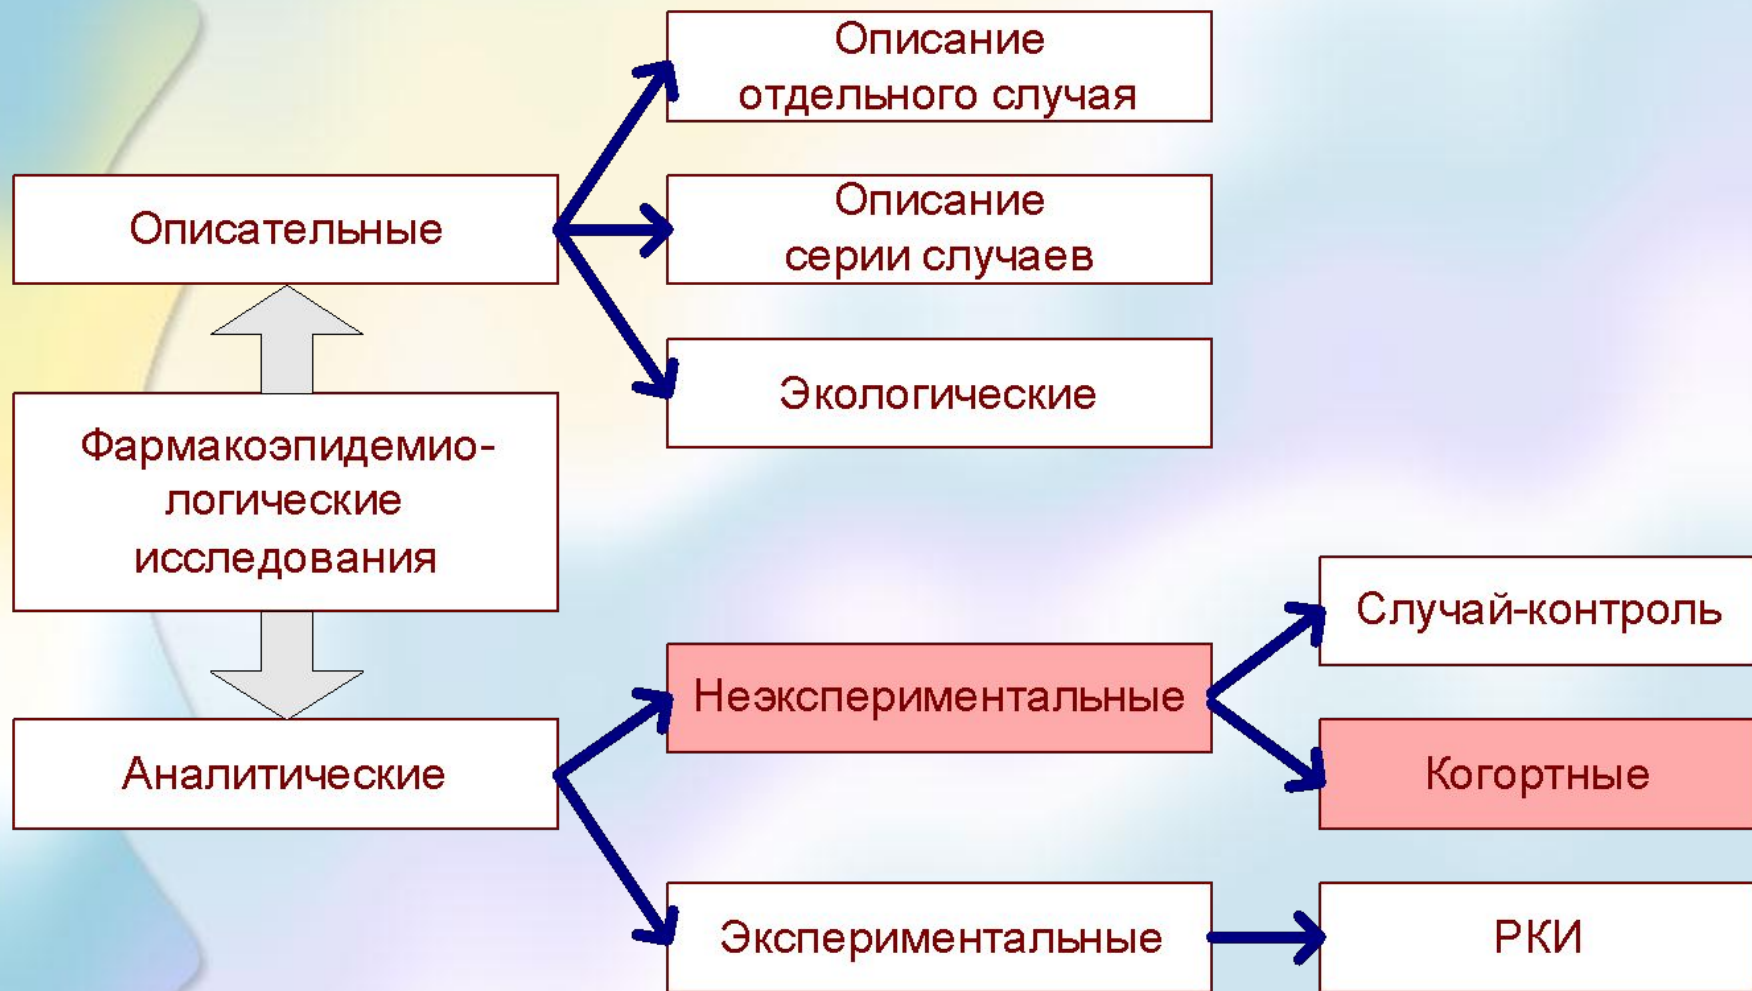 Описание
отдельного случая
Описательные
Описание
серии случаев
Экологические
Фармакоэпидемио-
логические
исследования
Случай-контроль
Неэкспериментальные
Аналитические
Когортные
Экспериментальные
РКИ